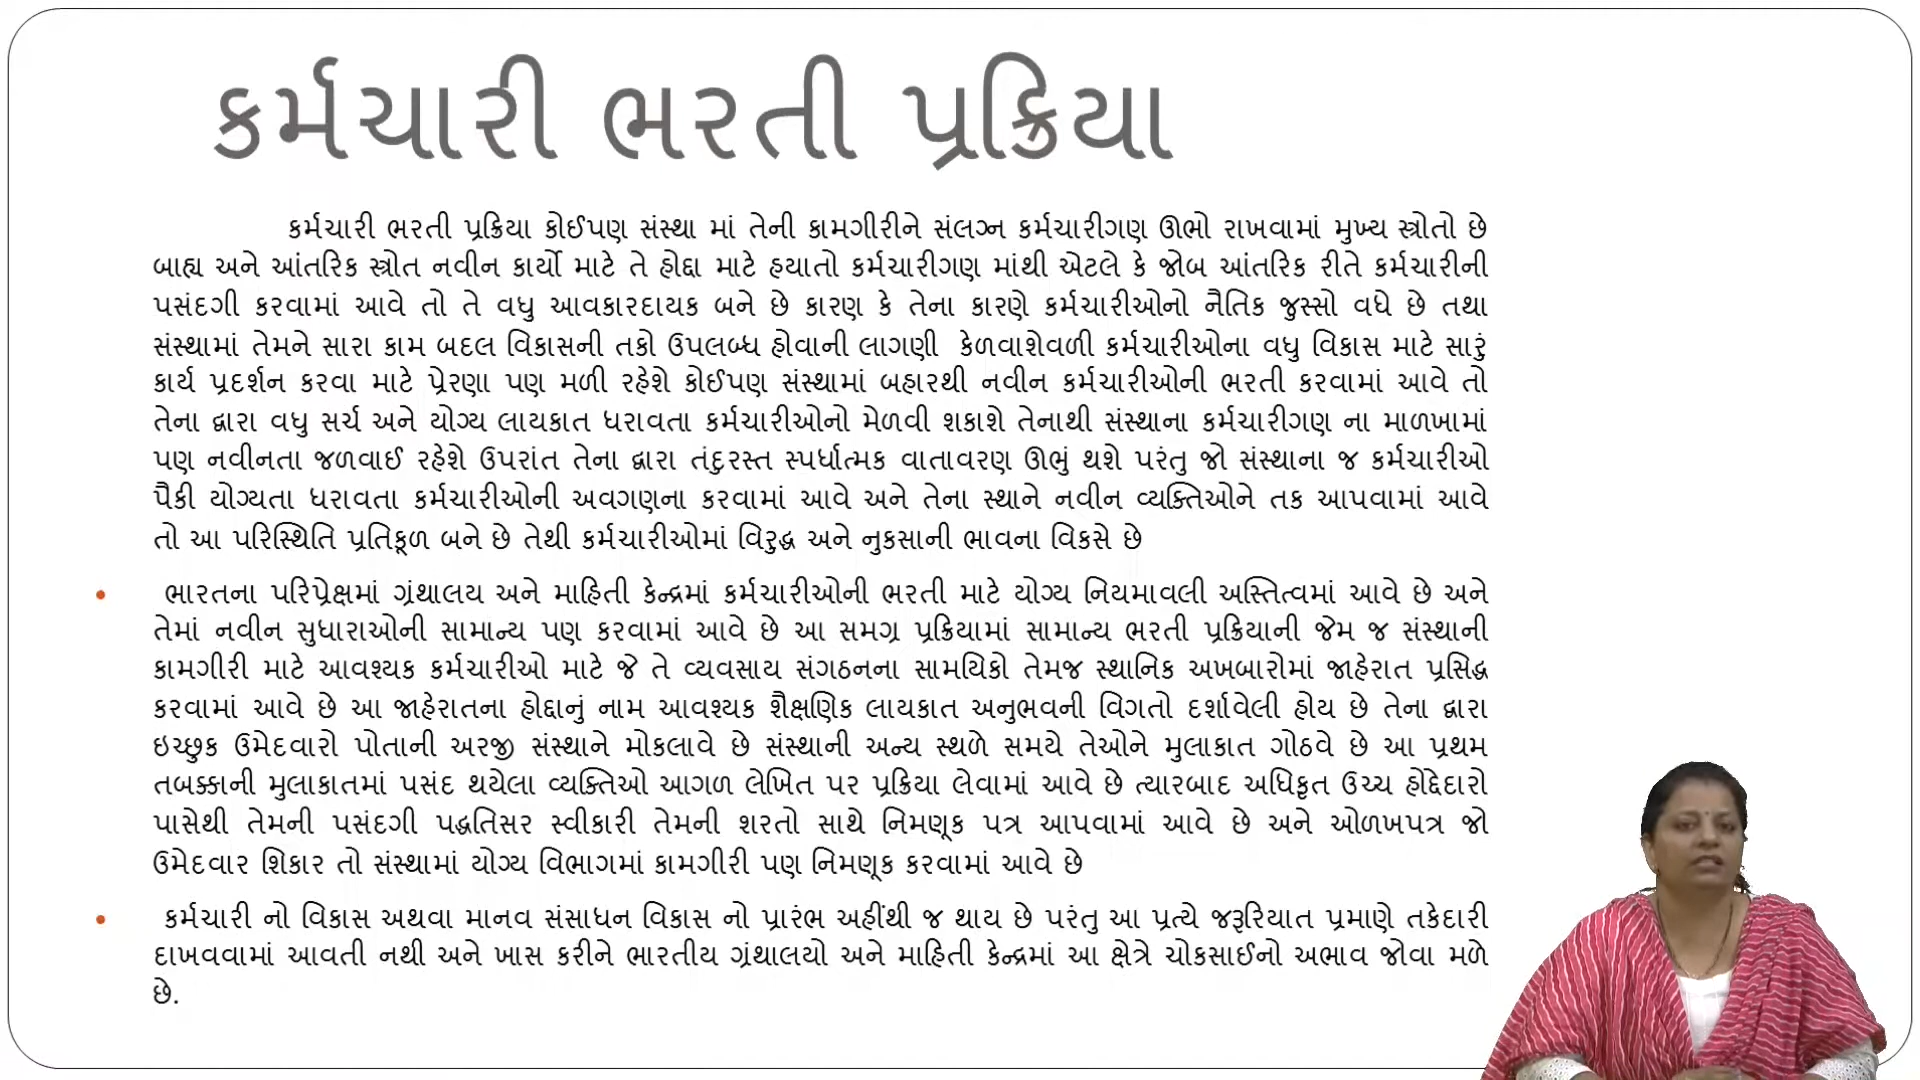 કર્મચારી ભરતી પ્રક્રિયા
કર્મચારી ભરતી પ્રક્રિયા કોઈપણ સંસ્થા માં તેની કામગીરીને સંલગ્ન કર્મચારીગણ ઊભો રાખવામાં મુખ્ય સ્ત્રોતો છે
બાહ્ય અને આંતરિક સ્ત્રોત નવીન કાર્યો માટે તે હોદ્દા માટે હયાતો કર્મચારીગણ માંથી એટલે કે જોબ આંતરિક રીતે કર્મચારીની
પસંદગી કરવામાં આવે તો તે વધુ આવકારદાયક બને છે કારણ કે તેના કારણે કર્મચારીઓનો નૈતિક જુસ્સો વધે છે તથા
સંસ્થામાં તેમને સારા કામ બદલ વિકાસની તકો ઉપલબ્ધ હોવાની લાગણી કેળવાશેવળી કર્મચારીઓના વધુ વિકાસ માટે સારું
કાર્ય પ્રદર્શન કરવા માટે પ્રેરણા પણ મળી રહેશે કોઈપણ સંસ્થામાં બહારથી નવીન કર્મચારીઓની ભરતી કરવામાં આવે તો
તેના દ્વારા વધુ સર્ચ અને યોગ્ય લાયકાત ધરાવતા કર્મચારીઓનો મેળવી શકાશે તેનાથી સંસ્થાના કર્મચારીગણ ના માળખામાં
પણ નવીનતા જળવાઈ રહેશે ઉપરાંત તેના દ્વારા તંદુરસ્ત સ્પર્ધાત્મક વાતાવરણ ઊભું થશે પરંતુ જો સંસ્થાના જ કર્મચારીઓ
પૈકી યોગ્યતા ધરાવતા કર્મચારીઓની અવગણના કરવામાં આવે અને તેના સ્થાને નવીન વ્યક્તિઓને તક આપવામાં આવે
તો આ પરિસ્થિતિ પ્રતિકૂળ બને છે તેથી કર્મચારીઓમાં વિરુદ્ધ અને નુકસાની ભાવના વિકસે છે
• ભારતના પરિપ્રેક્ષમાં ગ્રંથાલય અને માહિતી કેન્દ્રમાં કર્મચારીઓની ભરતી માટે યોગ્ય નિયમાવલી અસ્તિત્વમાં આવે છે અને
તેમાં નવીન સુધારાઓની સામાન્ય પણ કરવામાં આવે છે આ સમગ્ર પ્રક્રિયામાં સામાન્ય ભરતી પ્રક્રિયાની જેમ જ સંસ્થાની
કામગીરી માટે આવશ્યક કર્મચારીઓ માટે જે તે વ્યવસાય સંગઠનના સામયિકો તેમજ સ્થાનિક અખબારોમાં જાહેરાત પ્રસિદ્ધ
કરવામાં આવે છે આ જાહેરાતના હોદ્દાનું નામ આવશ્યક શૈક્ષણિક લાયકાત અનુભવની વિગતો દર્શાવેલી હોય છે તેના દ્વારા
ઇચ્છુક ઉમેદવારો પોતાની અરજી સંસ્થાને મોકલાવે છે સંસ્થાની અન્ય સ્થળે સમયે તેઓને મુલાકાત ગોઠવે છે આ પ્રથમ
તબક્કાની મુલાકાતમાં પસંદ થયેલા વ્યક્તિઓ આગળ લેખિત પર પ્રક્રિયા લેવામાં આવે છે ત્યારબાદ અધિકૃત ઉચ્ચ હોદ્દેદારો
પાસેથી તેમની પસંદગી પદ્ધતિસર સ્વીકારી તેમની શરતો સાથે નિમણૂક પત્ર આપવામાં આવે છે અને ઓળખપત્ર જો
ઉમેદવાર શિકાર તો સંસ્થામાં યોગ્ય વિભાગમાં કામગીરી પણ નિમણૂક કરવામાં આવે છે
• કર્મચારી નો વિકાસ અથવા માનવ સંસાધન વિકાસ નો પ્રારંભ અહીંથી જ થાય છે પરંતુ આ પ્રત્યે જરૂરિયાત પ્રમાણે તકેદારી
દાખવવામાં આવતી નથી અને ખાસ કરીને ભારતીય ગ્રંથાલયો અને માહિતી કેન્દ્રમાં આ ક્ષેત્રે ચોકસાઈનો અભાવ જોવા મળે
છે.